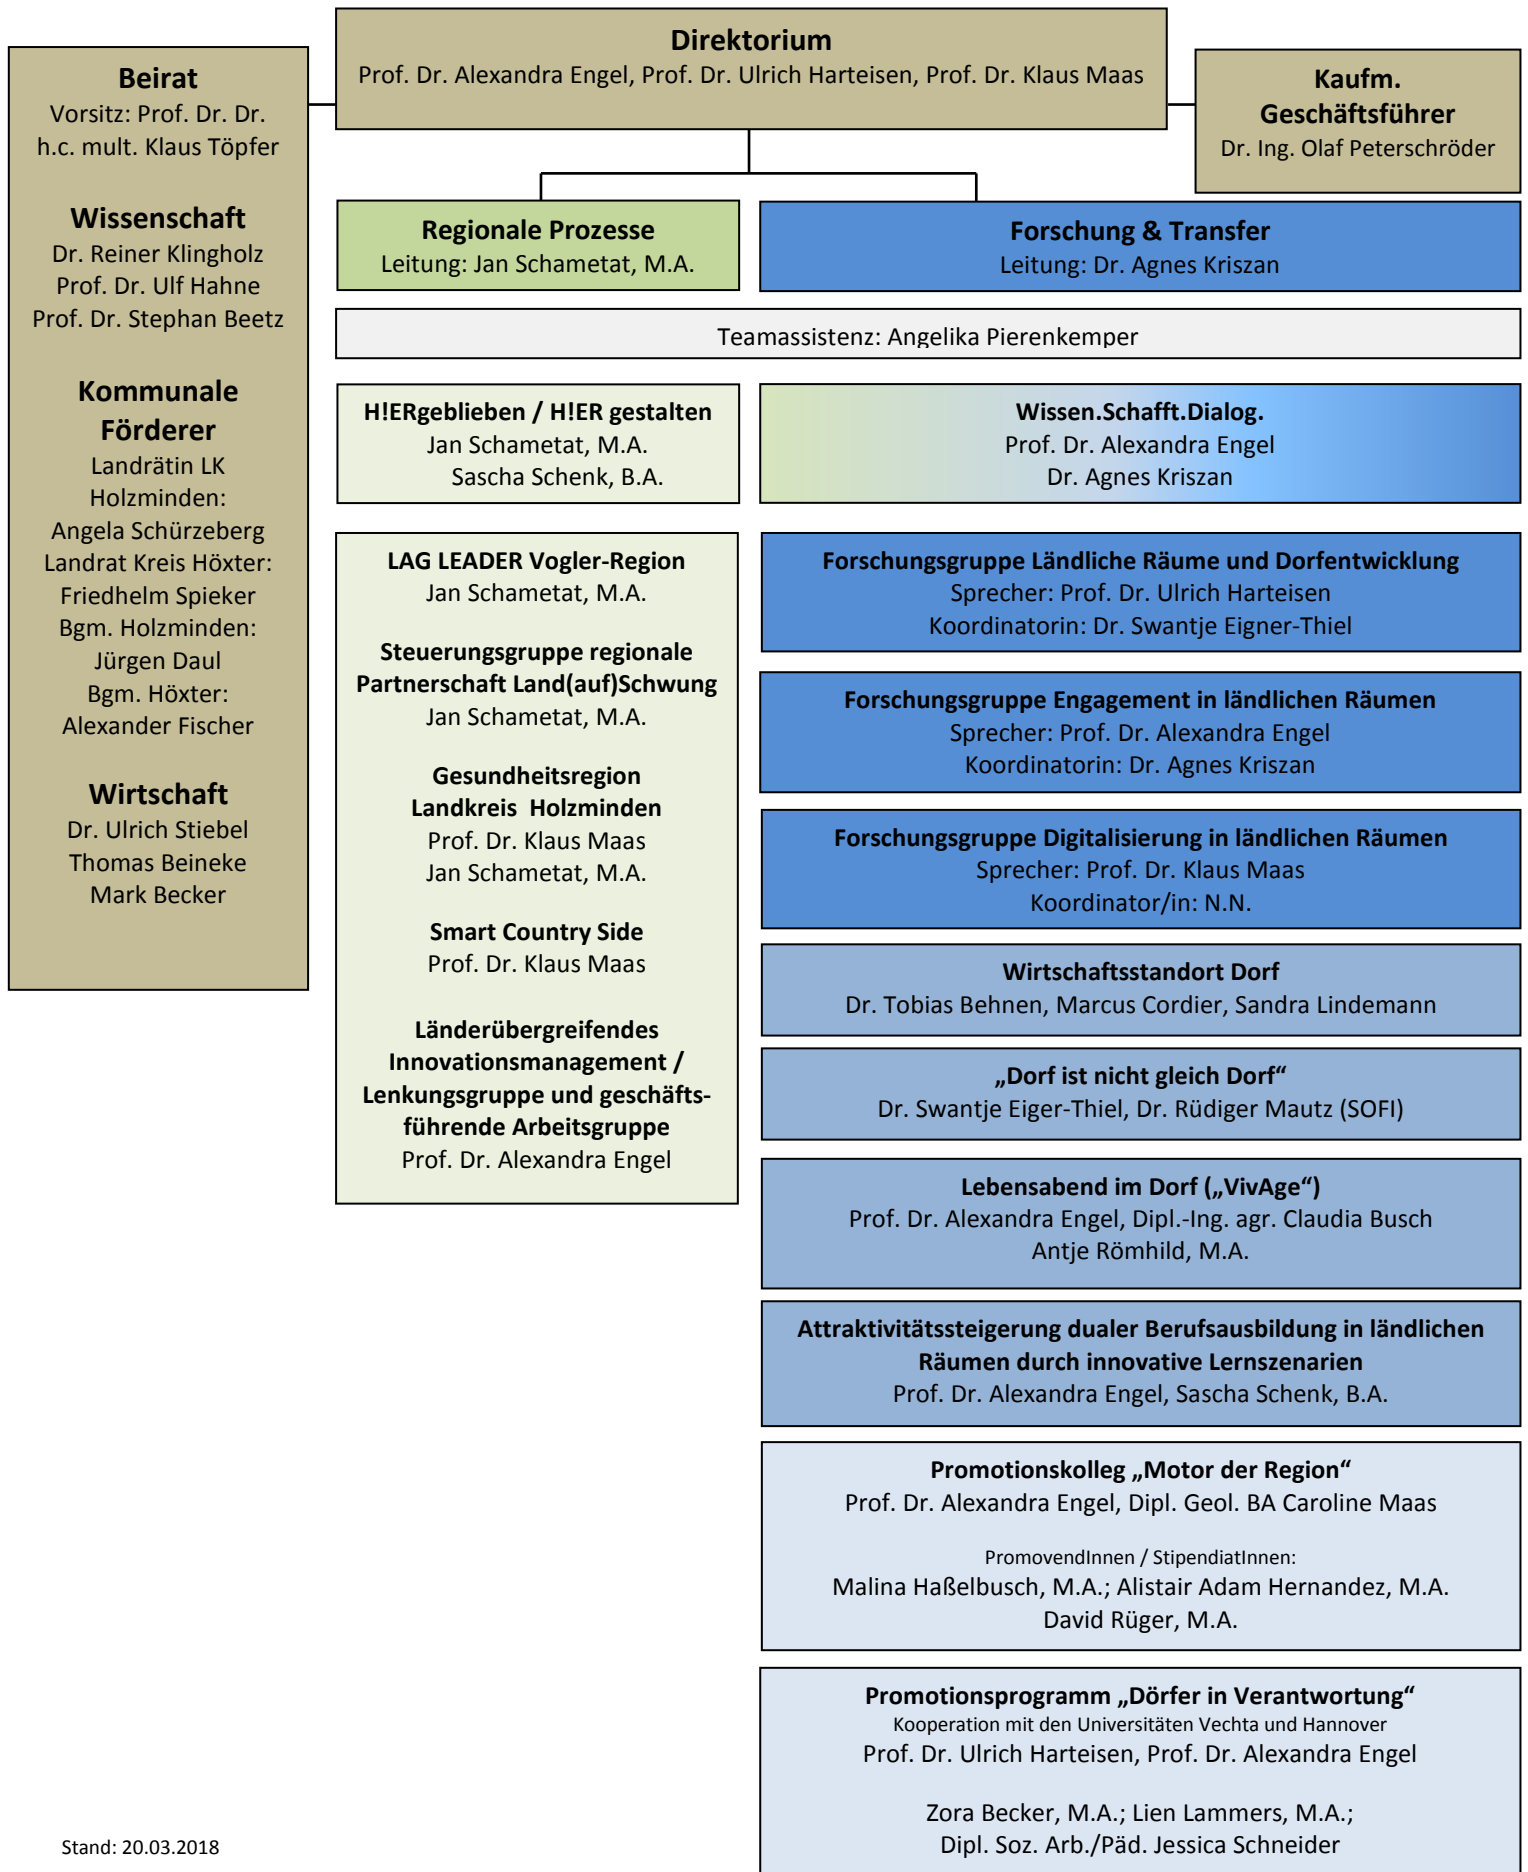 Direktorium
Prof. Dr. Alexandra Engel, Prof. Dr. Ulrich Harteisen, Prof. Dr. Klaus Maas
Beirat
Vorsitz: Prof. Dr. Dr.
h.c. mult. Klaus Töpfer
Wissenschaft
Dr. Reiner Klingholz
Prof. Dr. Ulf Hahne
Prof. Dr. Stephan Beetz
Kommunale
Förderer
Landrätin LK
Holzminden:
Angela Schürzeberg
Landrat Kreis Höxter:
Friedhelm Spieker
Bgm. Holzminden:
Jürgen Daul
Bgm. Höxter:
Alexander Fischer
Wirtschaft
Dr. Ulrich Stiebel
Thomas Beineke
Mark Becker
Kaufm.
Geschäftsführer
Dr. Ing. Olaf Peterschröder
Regionale Prozesse
Leitung: Jan Schametat, M.A.
Forschung & Transfer
Leitung: Dr. Agnes Kriszan
Teamassistenz: Angelika Pierenkemper
H!ERgeblieben / H!ER gestalten
Jan Schametat, M.A.
Sascha Schenk, B.A.
Wissen.Schafft.Dialog.
Prof. Dr. Alexandra Engel
Dr. Agnes Kriszan
LAG LEADER Vogler-Region
Jan Schametat, M.A.
Steuerungsgruppe regionale
Partnerschaft Land(auf)Schwung
Jan Schametat, M.A.
Gesundheitsregion
Landkreis Holzminden
Prof. Dr. Klaus Maas
Jan Schametat, M.A.
Smart Country Side
Prof. Dr. Klaus Maas
Länderübergreifendes
Innovationsmanagement /
Lenkungsgruppe und geschäfts-
führende Arbeitsgruppe
Prof. Dr. Alexandra Engel
Forschungsgruppe Ländliche Räume und Dorfentwicklung
Sprecher: Prof. Dr. Ulrich Harteisen
Koordinatorin: Dr. Swantje Eigner-Thiel
Forschungsgruppe Engagement in ländlichen Räumen
Sprecher: Prof. Dr. Alexandra Engel
Koordinatorin: Dr. Agnes Kriszan
Forschungsgruppe Digitalisierung in ländlichen Räumen
Sprecher: Prof. Dr. Klaus Maas
Koordinator/in: N.N.
Wirtschaftsstandort Dorf
Dr. Tobias Behnen, Marcus Cordier, Sandra Lindemann
„Dorf ist nicht gleich Dorf“
Dr. Swantje Eiger-Thiel, Dr. Rüdiger Mautz (SOFI)
Lebensabend im Dorf („VivAge“)
Prof. Dr. Alexandra Engel, Dipl.-Ing. agr. Claudia Busch
Antje Römhild, M.A.
Attraktivitätssteigerung dualer Berufsausbildung in ländlichen
Räumen durch innovative Lernszenarien
Prof. Dr. Alexandra Engel, Sascha Schenk, B.A.
Promotionskolleg „Motor der Region“
Prof. Dr. Alexandra Engel, Dipl. Geol. BA Caroline Maas
PromovendInnen / StipendiatInnen:
Malina Haßelbusch, M.A.; Alistair Adam Hernandez, M.A.
David Rüger, M.A.
Promotionsprogramm „Dörfer in Verantwortung“
Kooperation mit den Universitäten Vechta und Hannover
Prof. Dr. Ulrich Harteisen, Prof. Dr. Alexandra Engel
Zora Becker, M.A.; Lien Lammers, M.A.;
Dipl. Soz. Arb./Päd. Jessica Schneider
Stand: 20.03.2018